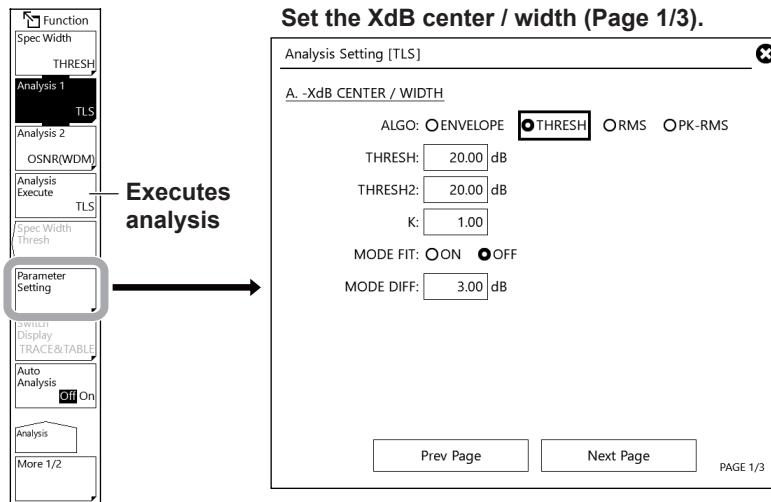 Function
Spec Width
THRESH
Analysis 1
TLS
Analysis 2
OSNR(WDM)
Analysis
Execute
TLS
Spec Width
Thresh
Parameter
Setting
Switch
Display
TRACE&TABLE
Auto
Analysis
Off On
Analysis
More 1/2
Executes
analysis
Set the XdB center / width (Page 1/3).
Analysis Setting [TLS]
A. -XdB CENTER / WIDTH
ALGO: ENVELOPE THRESH RMS PK-RMS
THRESH: 20.00 dB
THRESH2: 20.00 dB
K: 1.00
MODE FIT: ON OFF
MODE DIFF: 3.00 dB
Prev Page Next Page PAGE 1/3